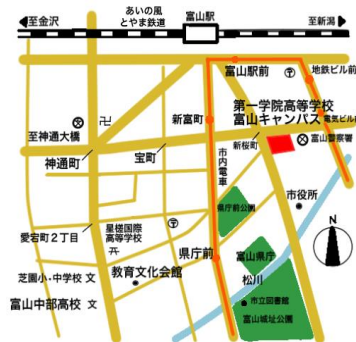 あいの風
とやま鉄道
富山駅
至金沢
至新潟
富山駅前
地鉄ビル前
第一学院高等学校
富山キャンパス
電気ビル前
新富町
新桜町
富山警察署
至神通大橋
神通町
宝町
市内電車
市役所
県庁前公園
愛宕町2丁目
星槎国際
高等学校
県庁前
富山県庁
N
芝園小・中学校
文
教育文化会館
松川
市立図書館
富山中部高校
文
富山城址公園